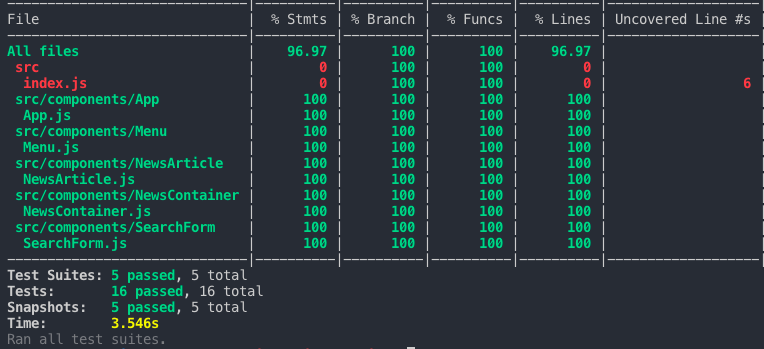 File | % Stmts | % Branch | % Funcs | % Lines | Uncovered Line #s |
All files | 96.97 | 100 | 100 | 96.97 | |
src | 0 | 100 | 100 | 0 | |
index.js | 0 | 100 | 100 | 0 | 6 |
src/components/App | 100 | 100 | 100 | 100 | |
App.js | 100 | 100 | 100 | 100 | |
src/components/Menu | 100 | 100 | 100 | 100 | |
Menu.js | 100 | 100 | 100 | 100 | |
src/components/NewsArticle | 100 | 100 | 100 | 100 | |
NewsArticle.js | 100 | 100 | 100 | 100 | |
src/components/NewsContainer | 100 | 100 | 100 | 100 | |
NewsContainer.js | 100 | 100 | 100 | 100 | |
src/components/SearchForm | 100 | 100 | 100 | 100 | |
SearchForm.js | 100 | 100 | 100 | 100 | |
Test Suites: 5 passed, 5 total
Tests: 16 passed, 16 total
Snapshots: 5 passed, 5 total
Time: 3.546s
Ran all test suites.